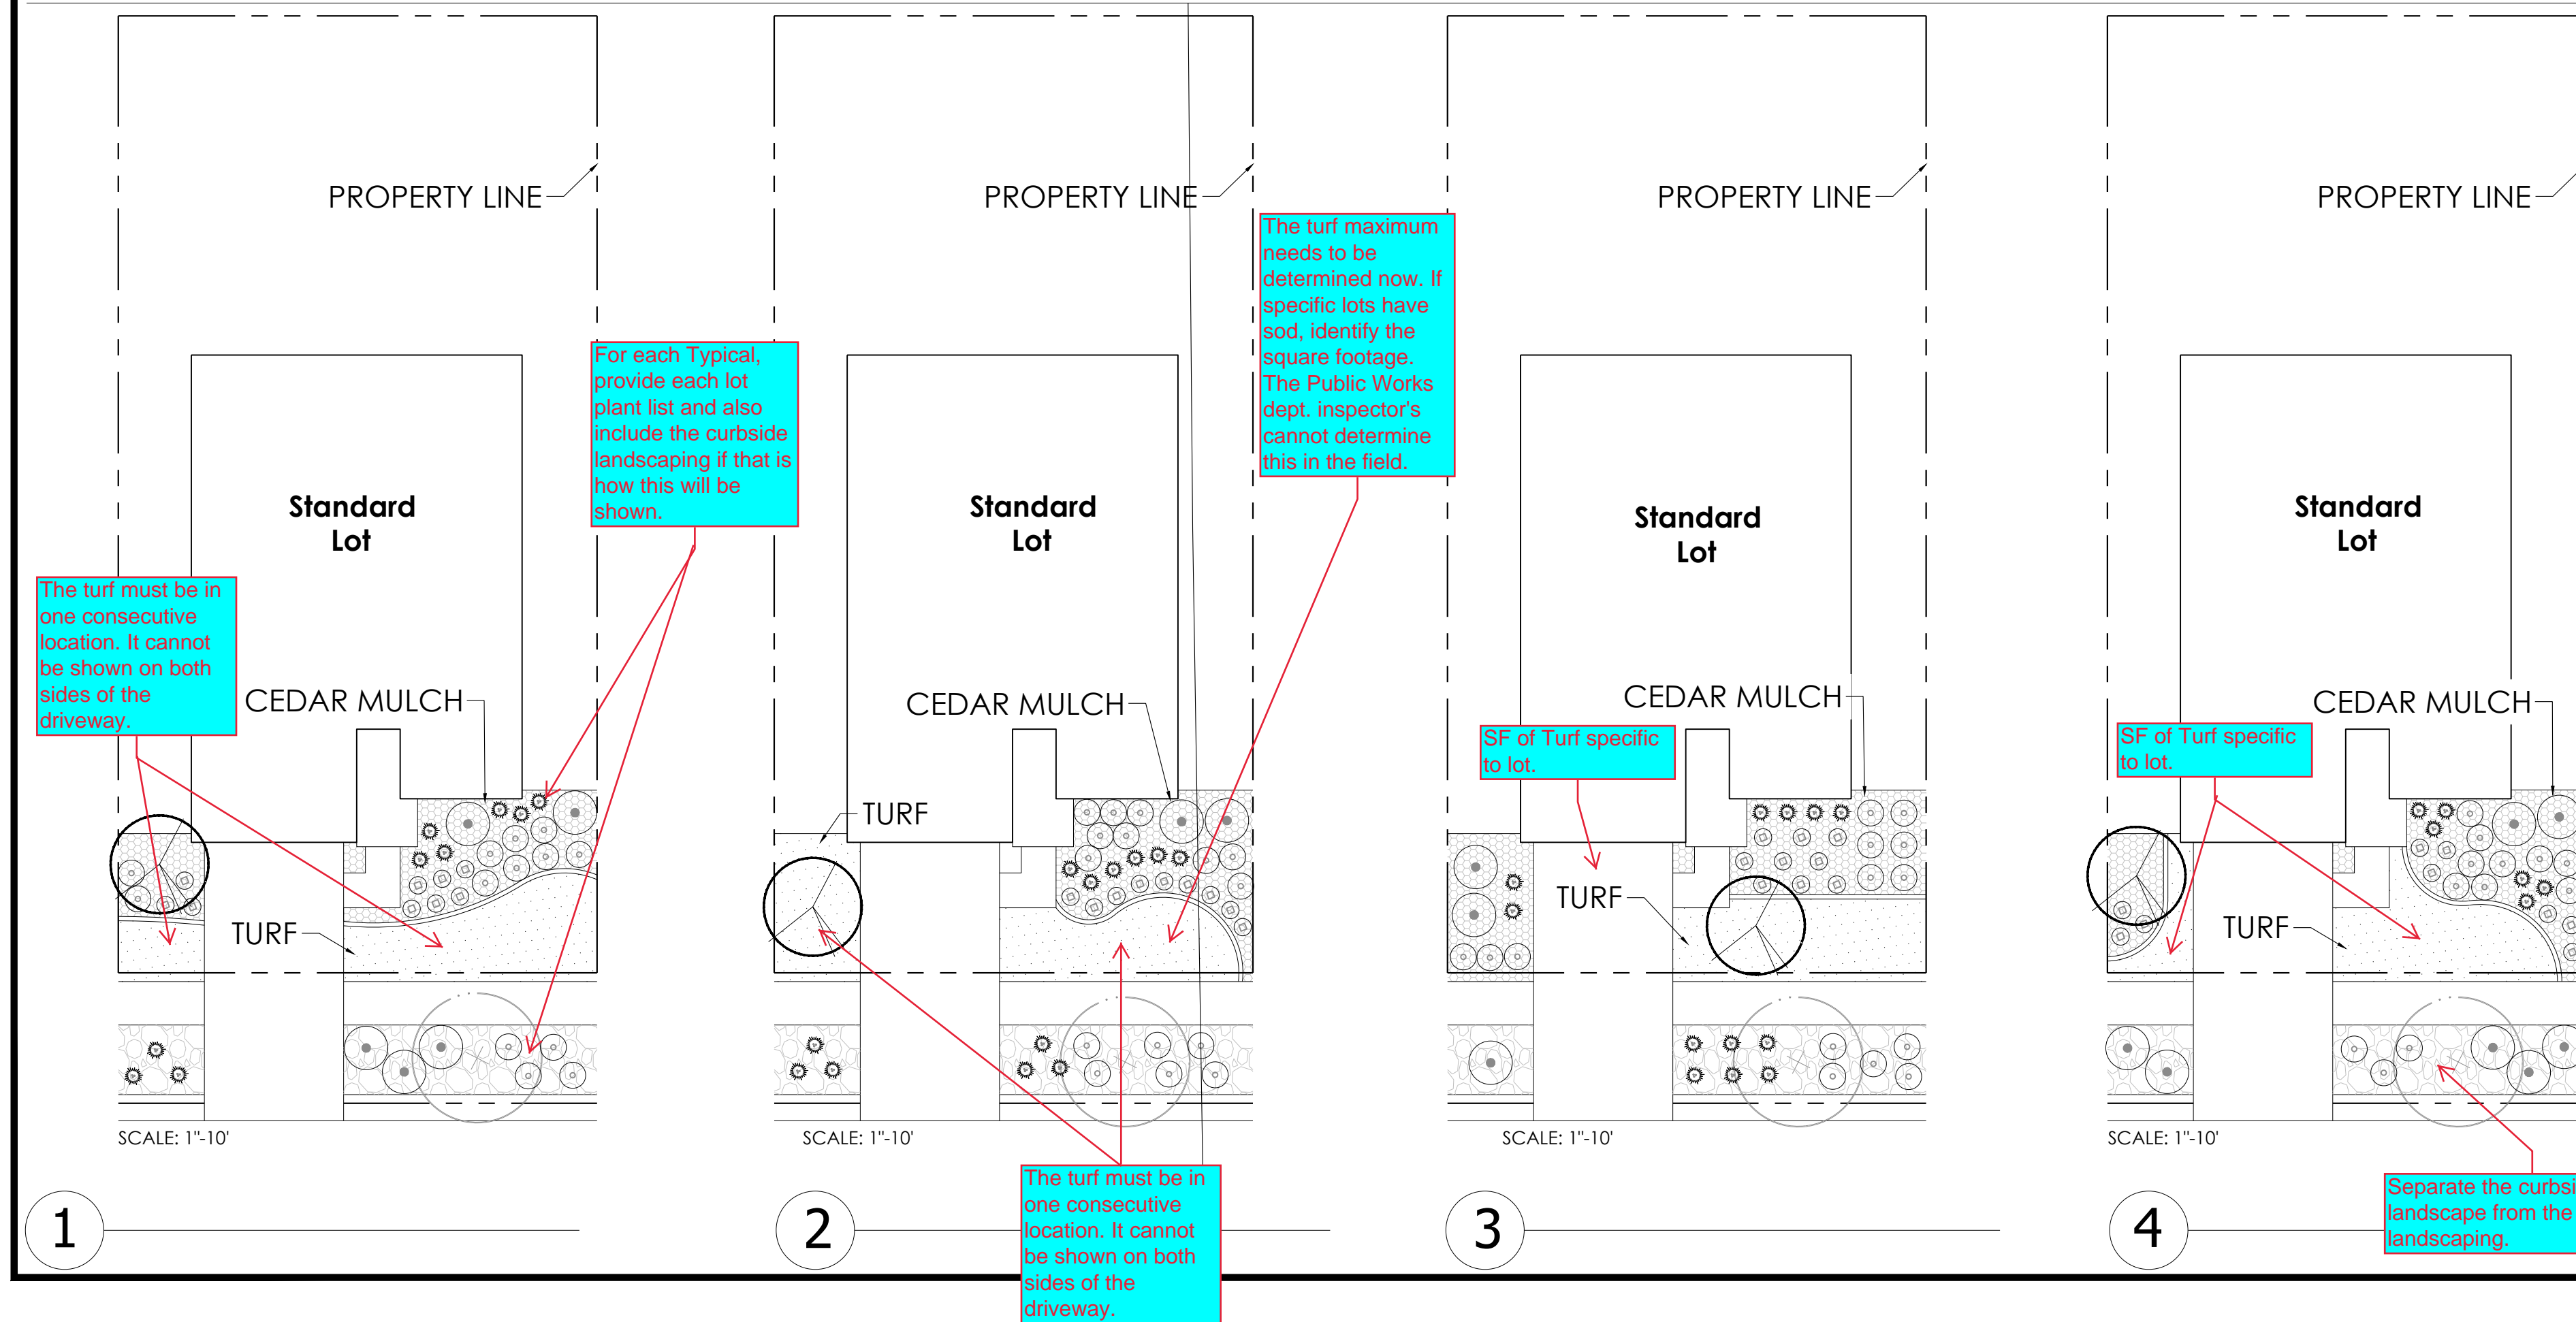 PROPERTY LINE
PROPERTY LINE
PROPERTY LINE
PROPERTY LINE
The turf maximum
needs to be
determined now. If
specific lots have
sod, identify the
square footage.
The Public Works
dept. inspector's
cannot determine
this in the field.
For each Typical,
provide each lot
plant list and also
include the curbside
landscaping if that is
how this will be
shown.
Standard
Lot
Standard
Lot
Standard
Lot
Standard
Lot
The turf must be in
one consecutive
location. It cannot
be shown on both
sides of the
driveway.
CEDAR MULCH
CEDAR MULCH
CEDAR MULCH
CEDAR MULCH
SF of Turf specific
to lot.
SF of Turf specific
to lot.
TURF
TURF
TURF
TURF
SCALE: 1"-10'
SCALE: 1"-10'
SCALE: 1"-10'
SCALE: 1"-10'
1
2
3
4
The turf must be in
one consecutive
location. It cannot
be shown on both
sides of the
driveway.
Separate the
landscape from the
landscaping.